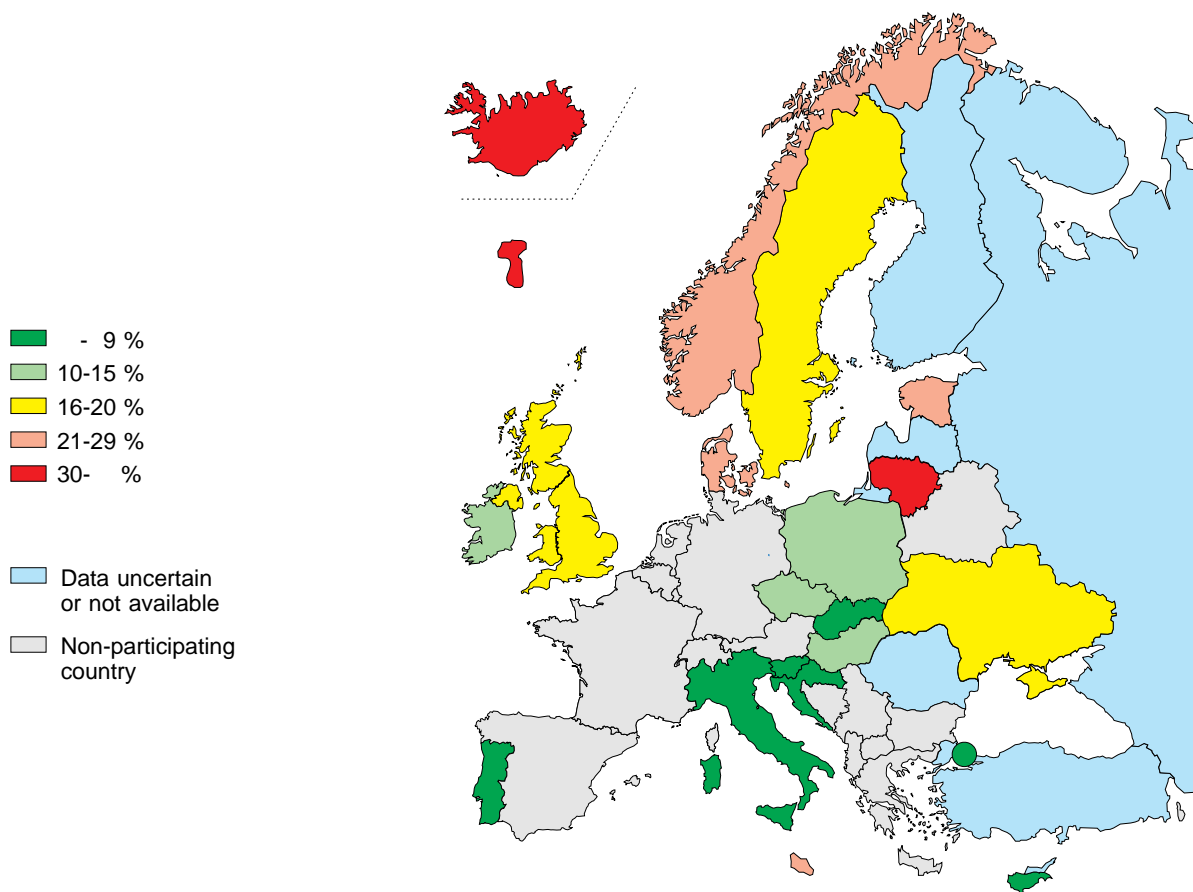 - 9 %
10-15 %
16-20 %
21-29 %
30- %
Data uncertain
or not available
Non-participating
country